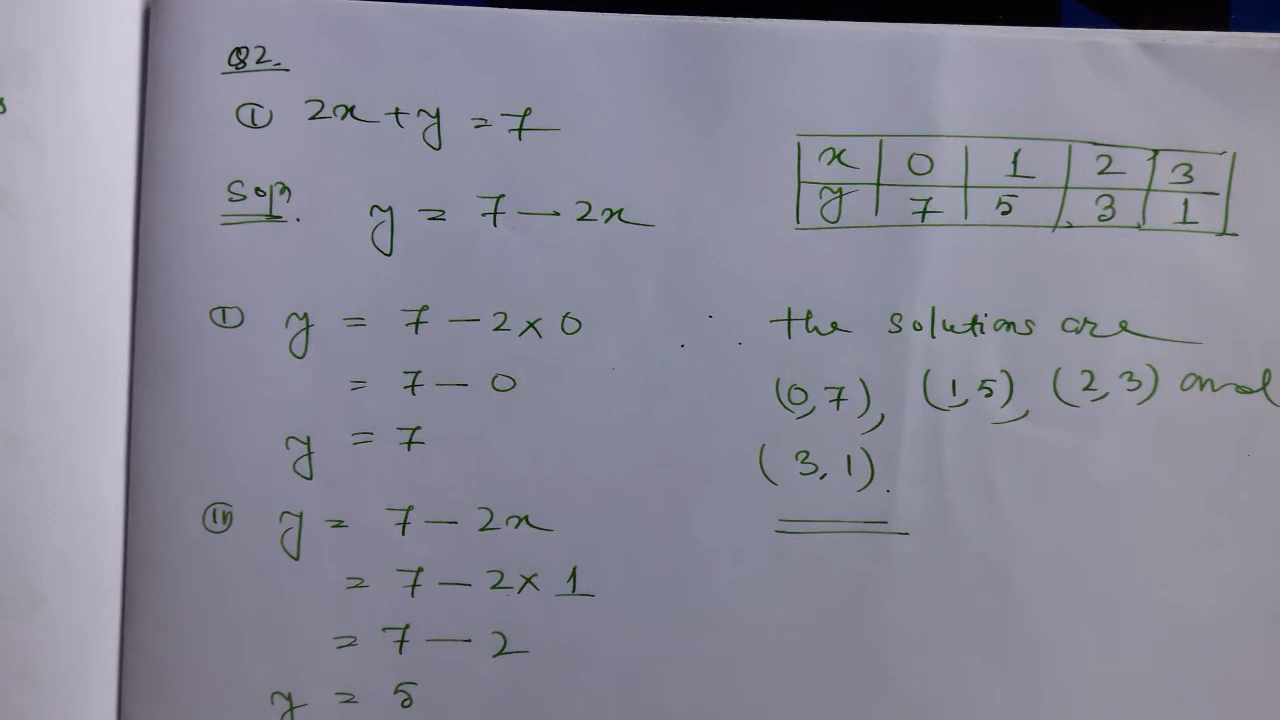 Q2.
① 2x + y = 7
Soln. y = 7 - 2x
① y = 7 - 2 × 0
= 7 - 0
y = 7
② y = 7 - 2x
= 7 - 2 × 1
= 7 - 2
y = 5
x 0 1 2 3
y 7 5 3 1
∴ the solutions are
(0,7), (1,5), (2,3) and
(3,1).